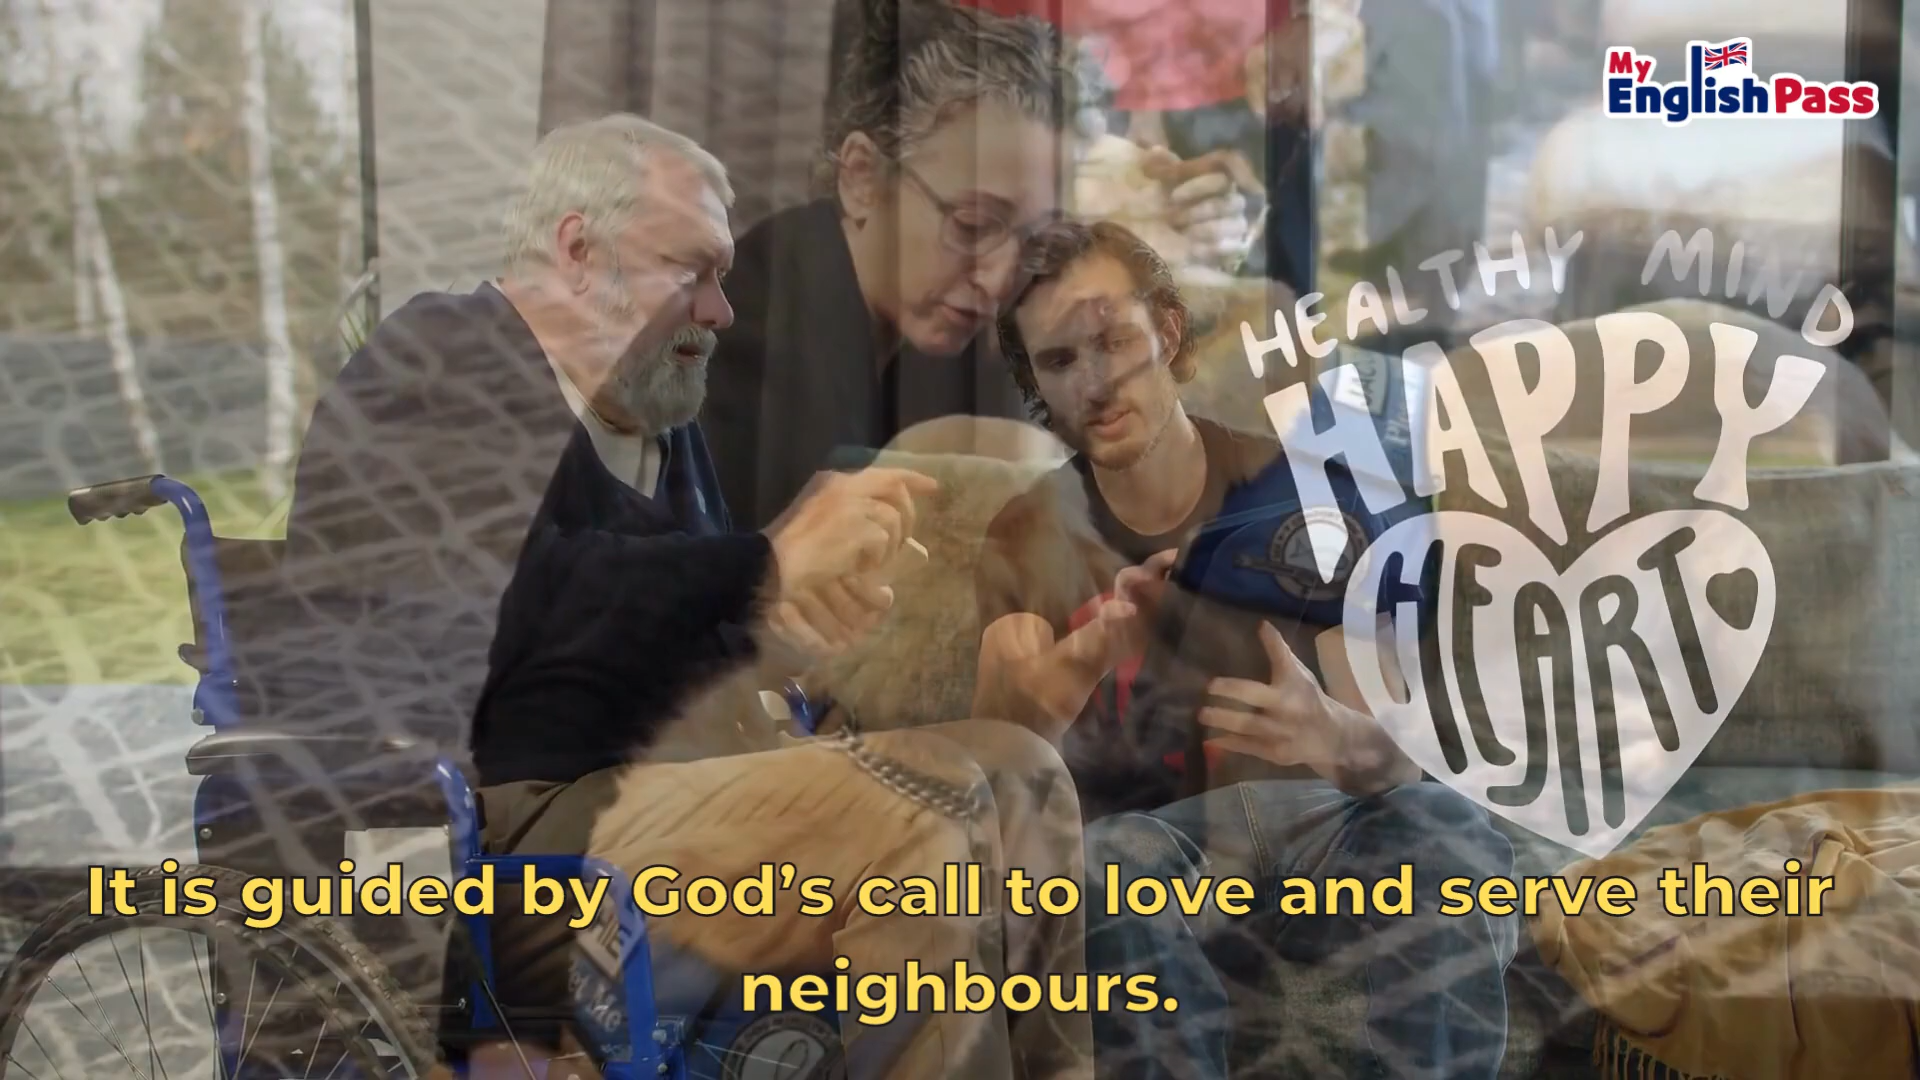 My
English Pass
HEALTHY MIND
HAPPY
HEART
It is guided by God’s call to love and serve their
neighbours.